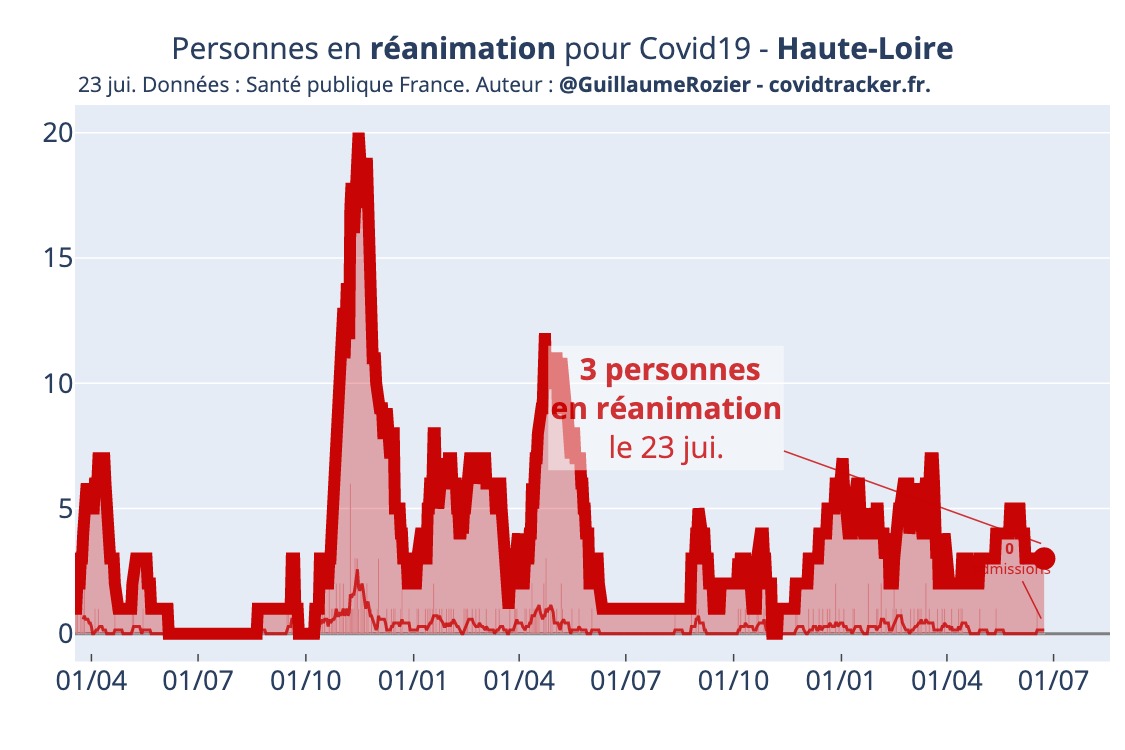 Personnes en réanimation pour Covid19 - Haute-Loire
23 jui. Données : Santé publique France. Auteur : @GuillaumeRozier - covidtracker.fr.
20
15
10
5
0
3 personnes
en réanimation
le 23 jui.
0
dmissions
01/04 01/07 01/10 01/01 01/04 01/07 01/10 01/01 01/04 01/07